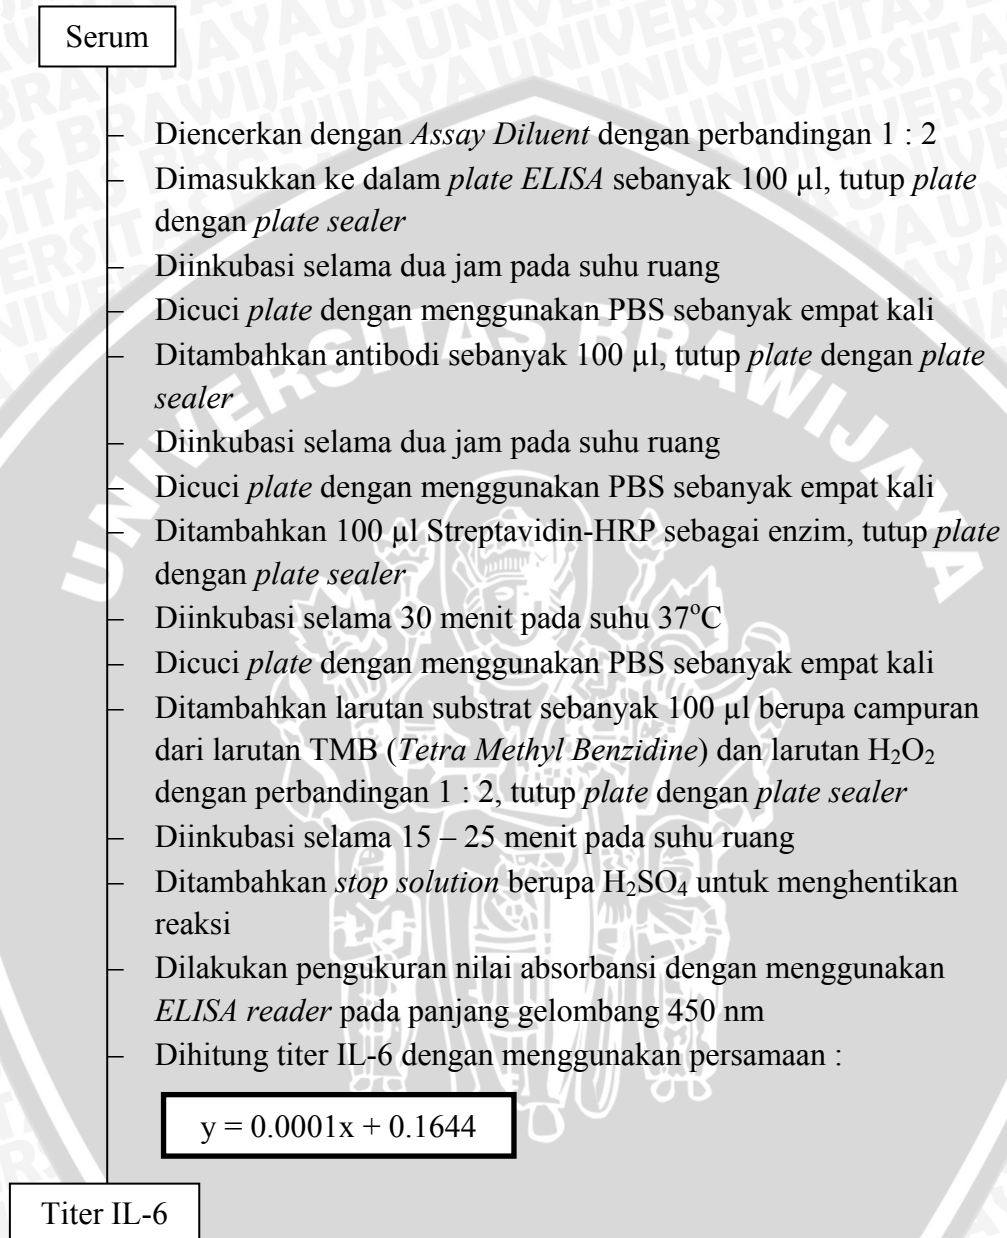 Serum
– Diencerkan dengan Assay Diluent dengan perbandingan 1 : 2
– Dimasukkan ke dalam plate ELISA sebanyak 100 µl, tutup plate
dengan plate sealer
– Diinkubasi selama dua jam pada suhu ruang
– Dicuci plate dengan menggunakan PBS sebanyak empat kali
– Ditambahkan antibodi sebanyak 100 µl, tutup plate dengan plate
sealer
– Diinkubasi selama dua jam pada suhu ruang
– Dicuci plate dengan menggunakan PBS sebanyak empat kali
– Ditambahkan 100 µl Streptavidin-HRP sebagai enzim, tutup plate
dengan plate sealer
– Diinkubasi selama 30 menit pada suhu 37°C
– Dicuci plate dengan menggunakan PBS sebanyak empat kali
– Ditambahkan larutan substrat sebanyak 100 µl berupa campuran
dari larutan TMB (Tetra Methyl Benzidine) dan larutan H₂O₂
dengan perbandingan 1 : 2, tutup plate dengan plate sealer
– Diinkubasi selama 15 – 25 menit pada suhu ruang
– Ditambahkan stop solution berupa H₂SO₄ untuk menghentikan
reaksi
– Dilakukan pengukuran nilai absorbansi dengan menggunakan
ELISA reader pada panjang gelombang 450 nm
– Dihitung titer IL-6 dengan menggunakan persamaan :
y = 0.0001x + 0.1644
Titer IL-6
UNIVERSITAS BRAWIJAYA